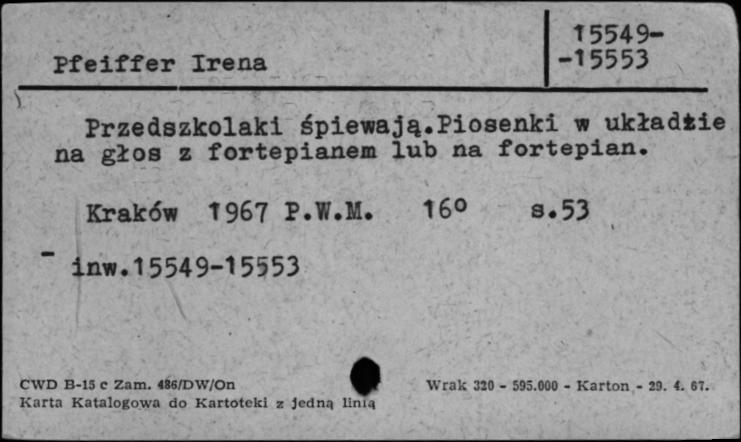 15549-
Pfeiffer Irena
-15553
Przedszkolaki śpiewają.Piosenki w układzie
na głos z fortepianem lub na fortepian.
Kraków 1967 P.W.M. 16º s.53
inw.15549-15553
CWD B-15 c Zam. 486/DW/On
Wrak 320 - 595.000 - Karton - 29. 4. 67.
Karta Katalogowa do Kartoteki z jedną linią